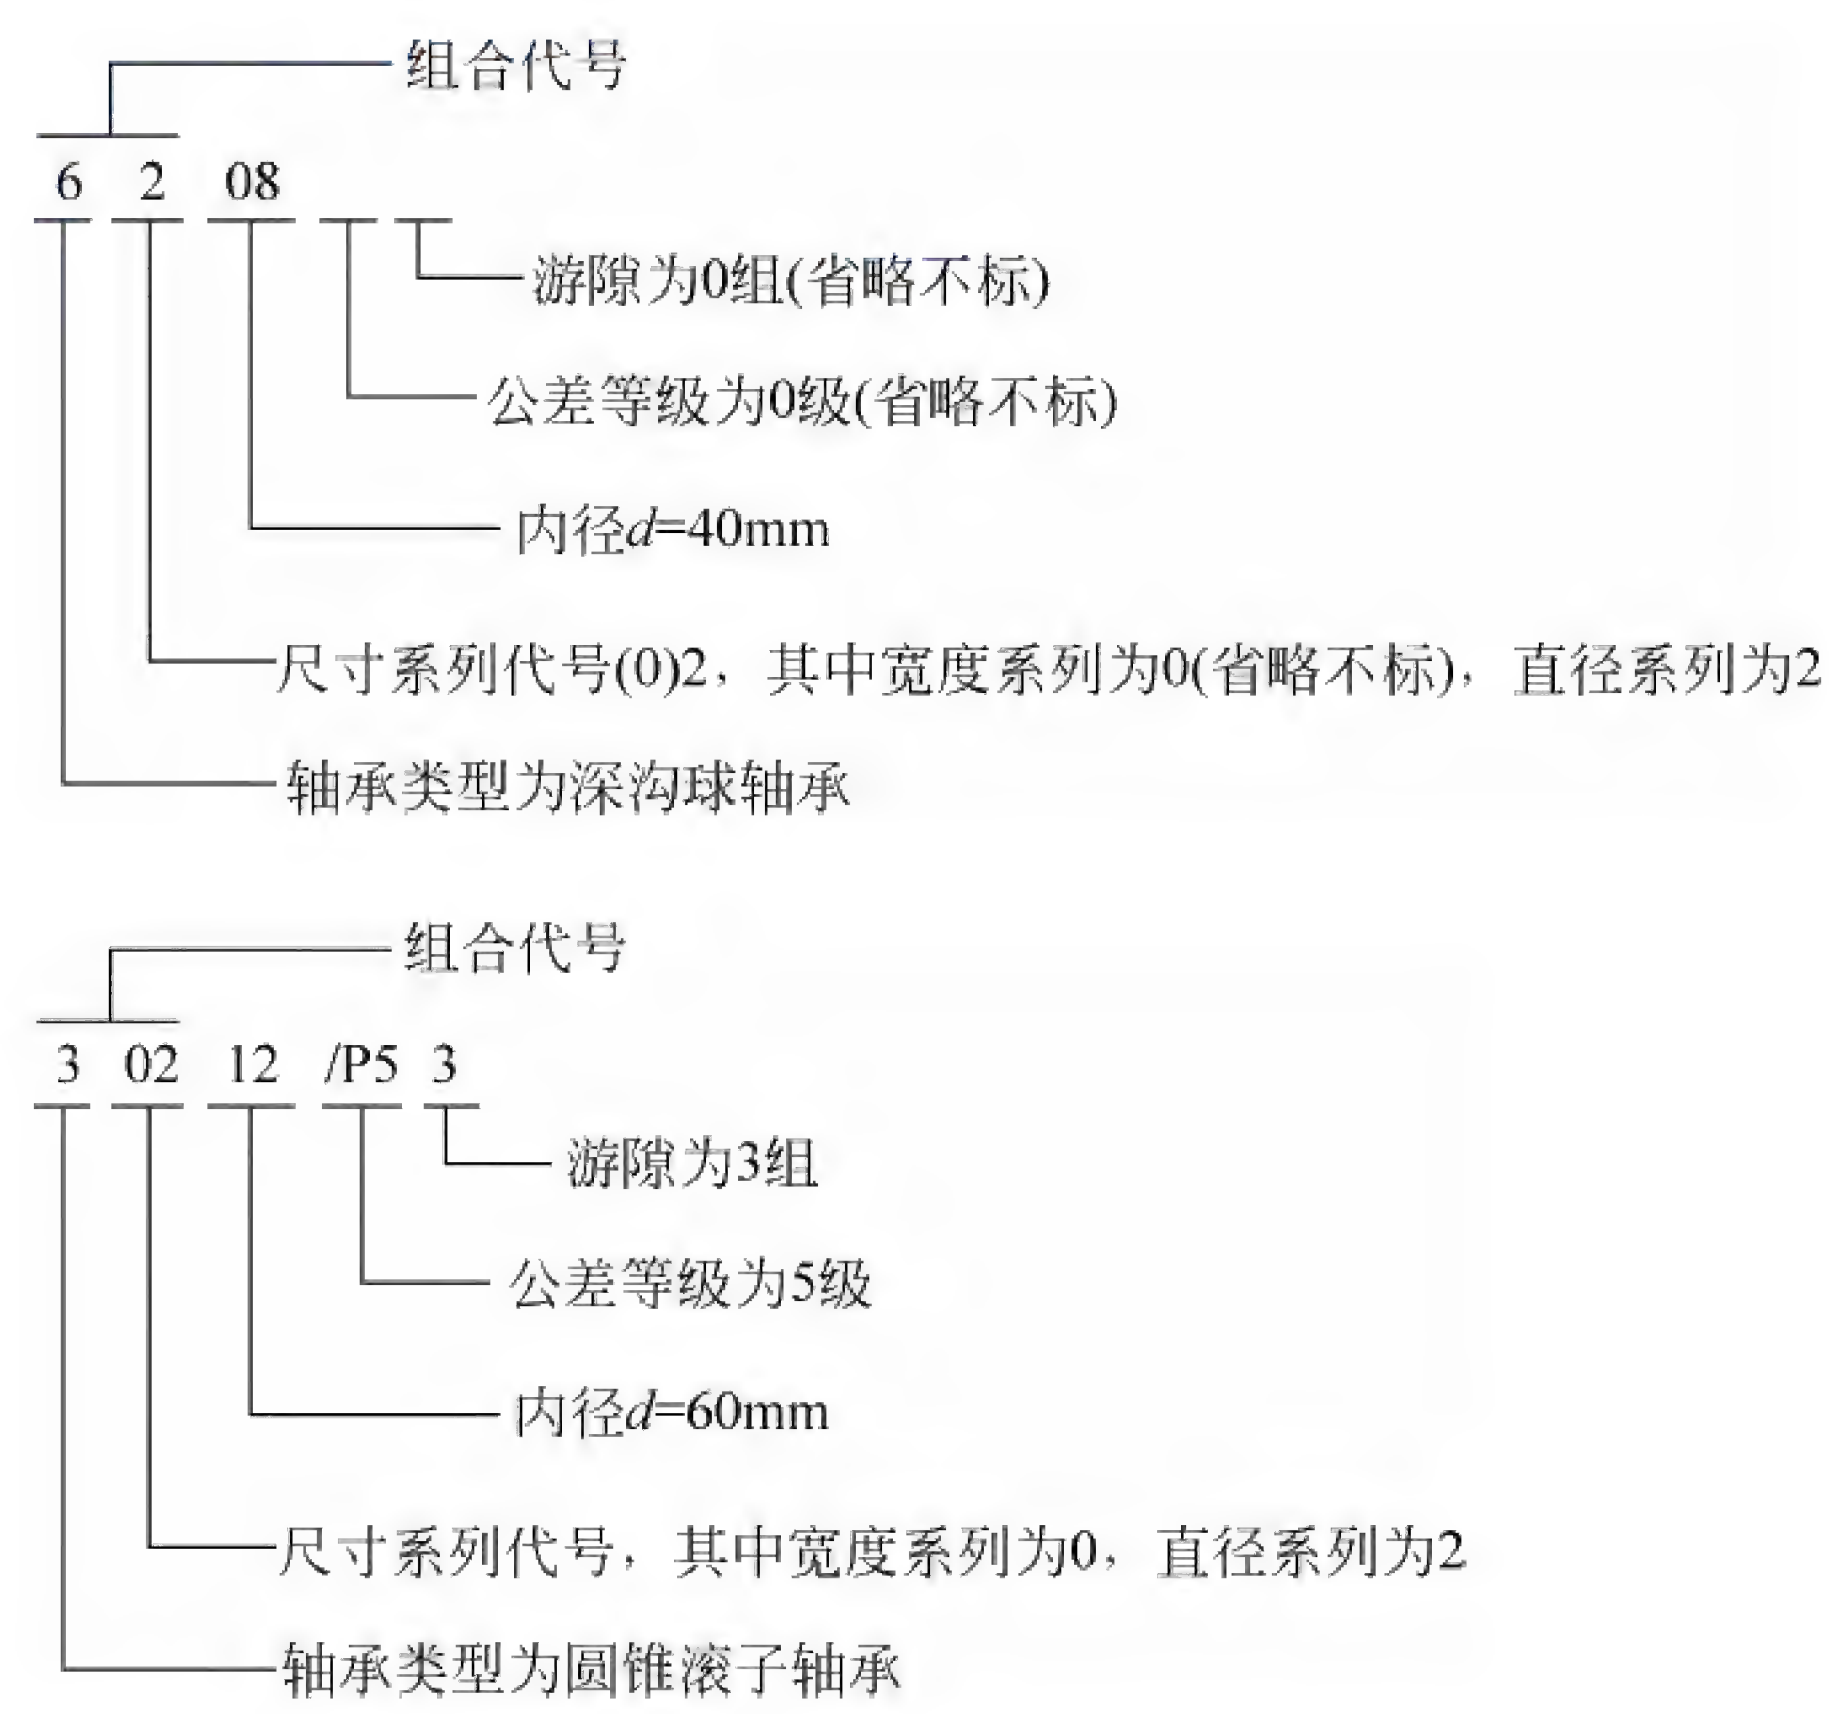 组合代号
6 2 08
游隙为0组(省略不标)
公差等级为0级(省略不标)
内径d=40mm
尺寸系列代号(0)2，其中宽度系列为0(省略不标)，直径系列为2
轴承类型为深沟球轴承
组合代号
3 02 12 /P5 3
游隙为3组
公差等级为5级
内径d=60mm
尺寸系列代号，其中宽度系列为0，直径系列为2
轴承类型为圆锥滚子轴承